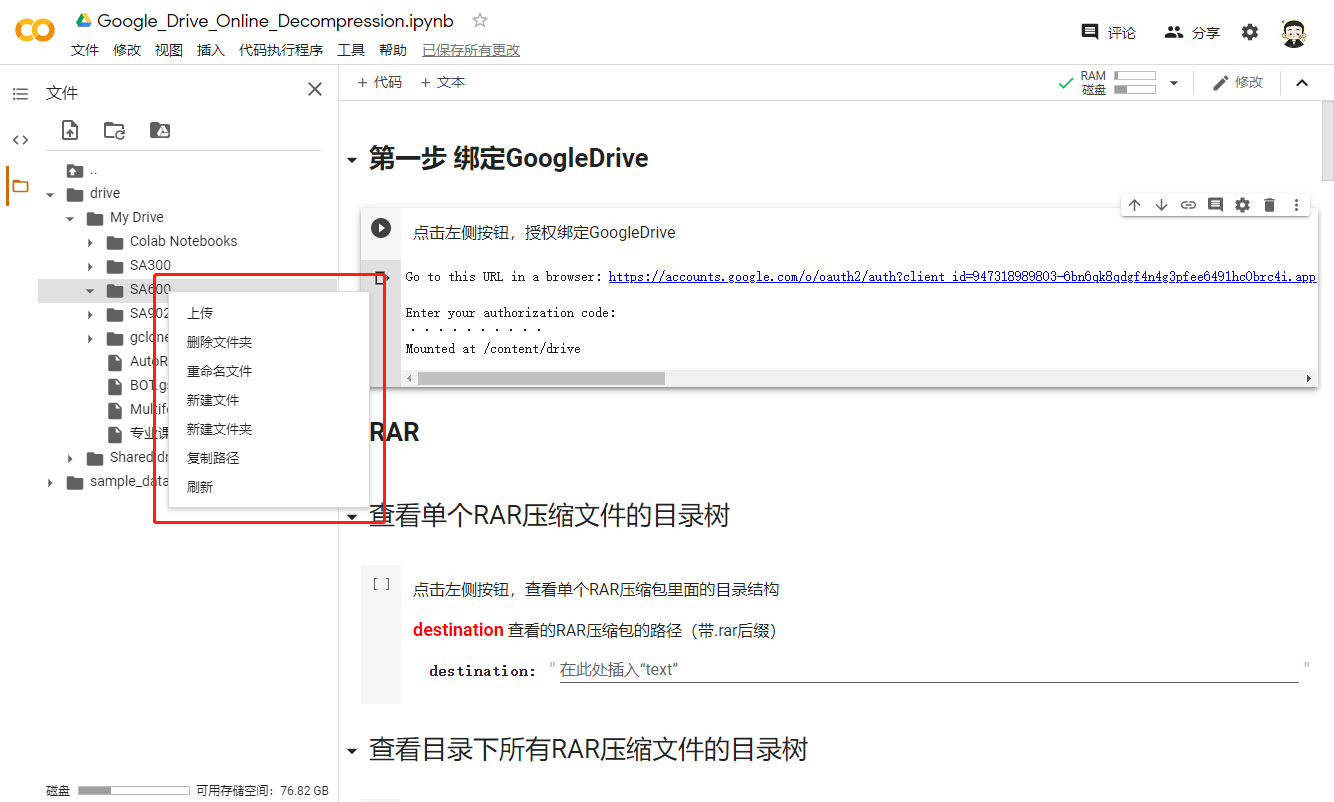 Google_Drive_Online_Decompression.ipynb
文件 修改 视图 插入 代码执行程序 工具 帮助 已保存所有更改
评论 分享
文件
+ 代码 + 文本
RAM
磁盘
修改
..
drive
My Drive
Colab Notebooks
SA300
SA600
SA902
gclone
AutoR
BOT.gs
Multifo
专业课
Shared dr
sample_data
上传
删除文件夹
重命名文件
新建文件
新建文件夹
复制路径
刷新
磁盘 可用存储空间：76.82 GB
第一步 绑定GoogleDrive
点击左侧按钮，授权绑定GoogleDrive
Go to this URL in a browser: https://accounts.google.com/o/oauth2/auth?client_id=947318989803-6bn6qk8qdgf4n4g3pfee6491hc0brc4i.app
Enter your authorization code:
··········
Mounted at /content/drive
RAR
查看单个RAR压缩文件的目录树
[ ]
点击左侧按钮，查看单个RAR压缩包里面的目录结构
destination 查看的RAR压缩包的路径（带.rar后缀）
destination: " 在此处插入“text” "
查看目录下所有RAR压缩文件的目录树